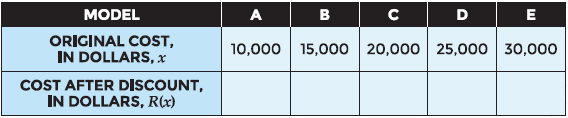 MODEL A B C D E
ORIGINAL COST,
IN DOLLARS, x 10,000 15,000 20,000 25,000 30,000
COST AFTER DISCOUNT,
IN DOLLARS, R(x)